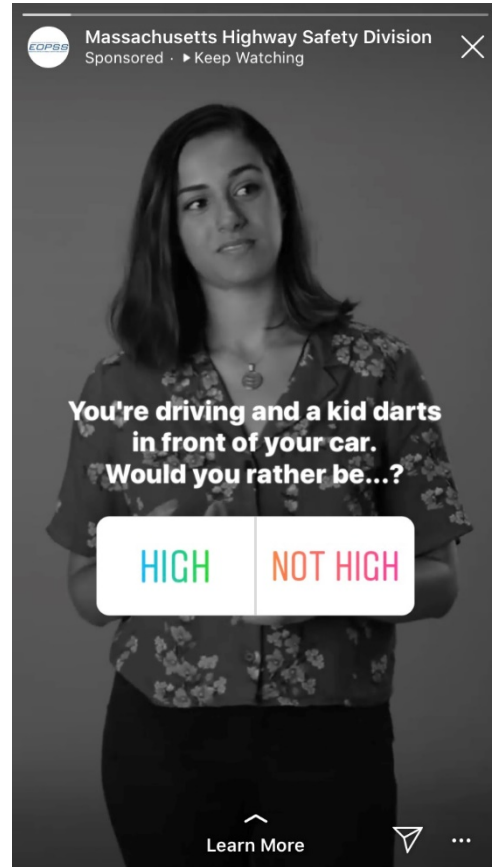 EOPSS
Massachusetts Highway Safety Division
Sponsored · ▶ Keep Watching
You're driving and a kid darts
in front of your car.
Would you rather be...?
HIGH
NOT HIGH
Learn More